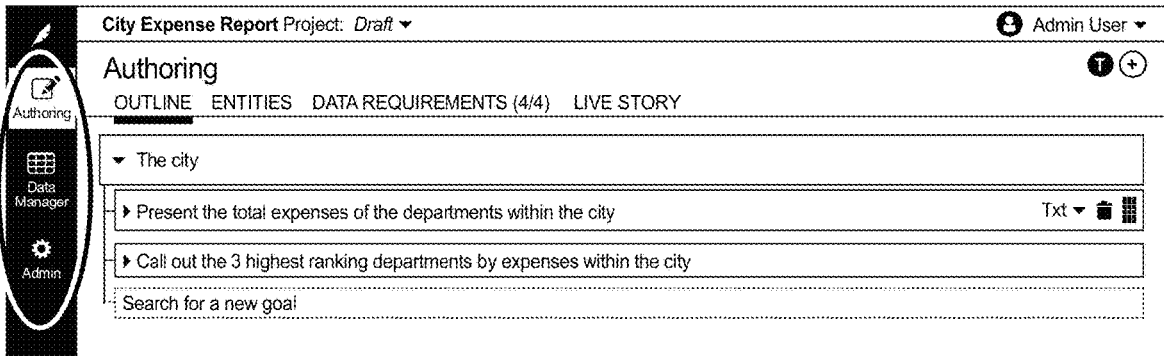 City Expense Report Project: Draft
Admin User
Authoring
T +
OUTLINE ENTITIES DATA REQUIREMENTS (4/4) LIVE STORY
Authoring
Data
Manager
Admin
The city
Present the total expenses of the departments within the city Txt
Call out the 3 highest ranking departments by expenses within the city
Search for a new goal